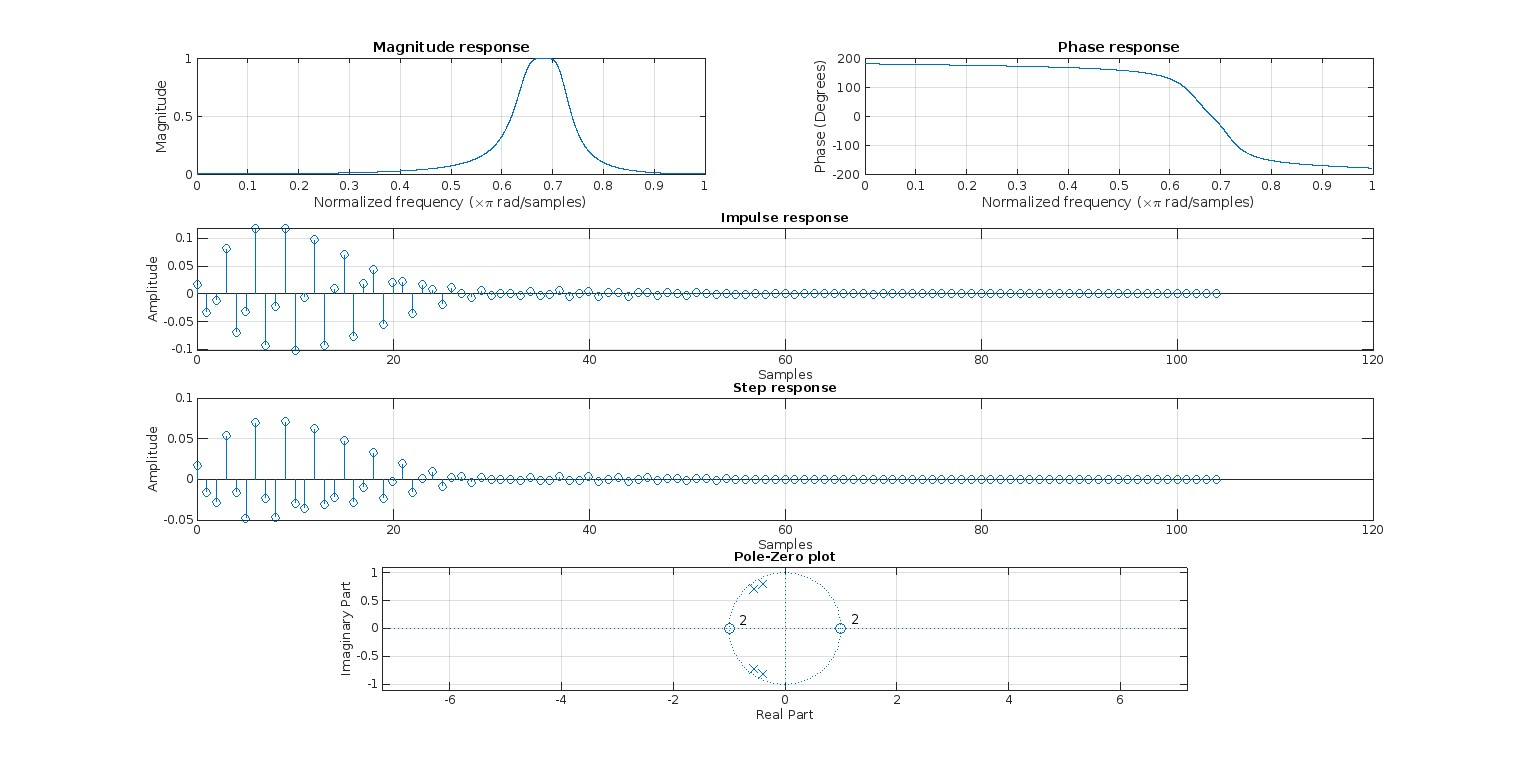 Magnitude response
Phase response
Magnitude
1
0.5
0
0 0.1 0.2 0.3 0.4 0.5 0.6 0.7 0.8 0.9 1
Normalized frequency (×π rad/samples)
Phase (Degrees)
200
100
0
-100
-200
0 0.1 0.2 0.3 0.4 0.5 0.6 0.7 0.8 0.9 1
Normalized frequency (×π rad/samples)
Impulse response
Amplitude
0.1
0.05
0
-0.05
-0.1
0 20 40 60 80 100 120
Samples
Step response
Amplitude
0.1
0.05
0
-0.05
0 20 40 60 80 100 120
Samples
Pole-Zero plot
Imaginary Part
1
0.5
0
-0.5
-1
2 2
-6 -4 -2 0 2 4 6
Real Part